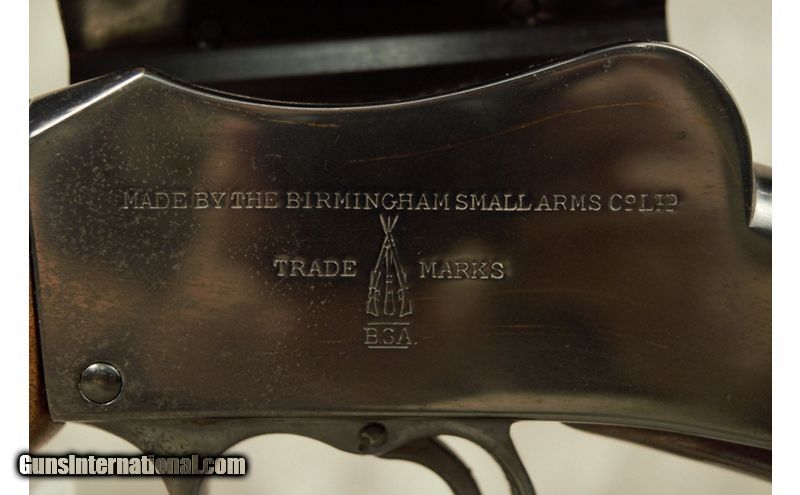 MADE BY THE BIRMINGHAM SMALL ARMS Co LTD
TRADE MARKS
B.S.A.
GunsInternational.com